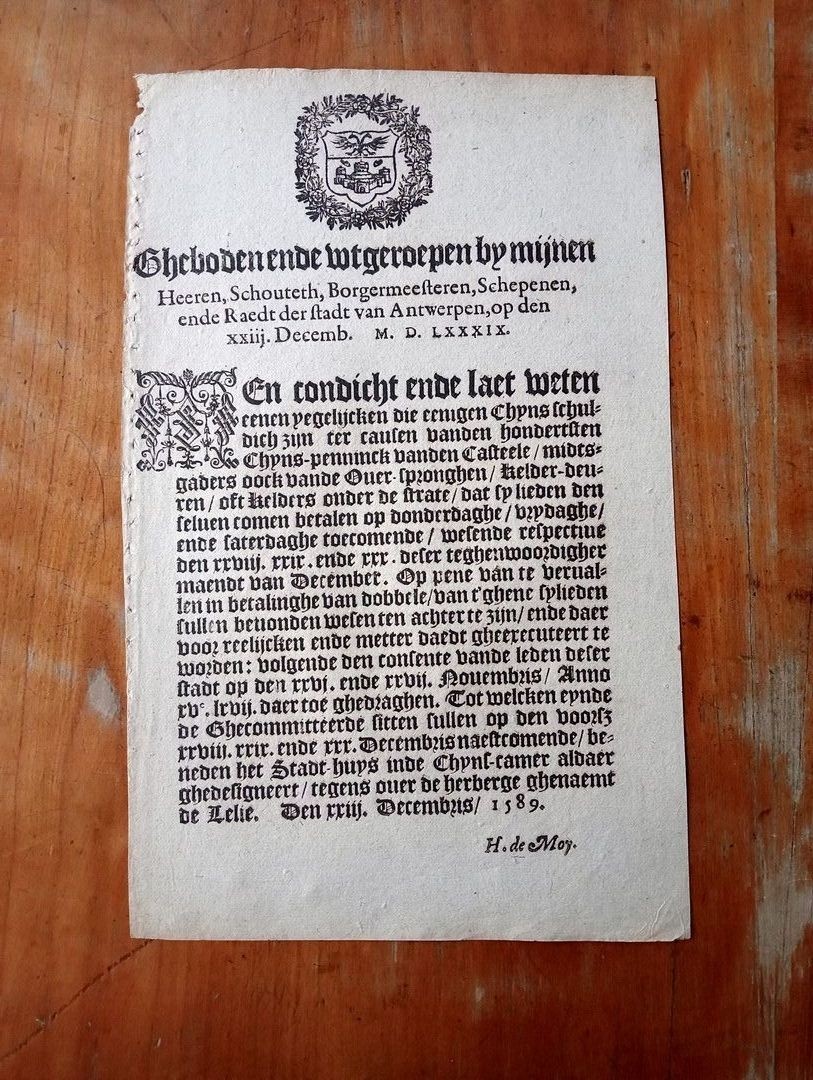 Gheboden ende wtgeroepen by mijnen
Heeren, Schouteth, Borgermeesteren, Schepenen,
ende Raedt der stadt van Antwerpen, op den
xxiij. Decemb. M. D. LXXXIX.
MEn condicht ende laet weten
eenen yegelijcken die eenigen Chyns schul-
dich zijn ter causen vanden hondertsten
Chyns-penninck vanden Casteele/ midts-
gaders oock vande Ouer-spronghen/ Kelder-deu-
ren/ oft Kelders onder de strate/ dat sy lieden den
seluen comen betalen op donderdaghe/ vrydaghe/
ende saterdaghe toecomende/ wesende respectiue
den xxviij. xxix. ende xxx. deser teghenwoordigher
maendt van December. Op pene van te verual-
len in betalinghe van dobbele/ van t'ghene sylieden
sullen beuonden wesen ten achter te zijn/ ende daer
voor reelijcken ende metter daedt gheexecuteert te
worden: volgende den consente vande leden deser
stadt op den xxvj. ende xxvij. Nouembris/ Anno
xvᶜ. lxvij. daer toe ghedraghen. Tot welcken eynde
de Ghecommitteerde sitten sullen op den voorsz
xxviij. xxix. ende xxx. Decembris naestcomende/ be-
neden het Stadt-huys inde Chyns-camer aldaer
ghedesigneert/ tegens ouer de herberge ghenaemt
de Lelie. Den xxiij. Decembris/ 1589.
H. de Moy.